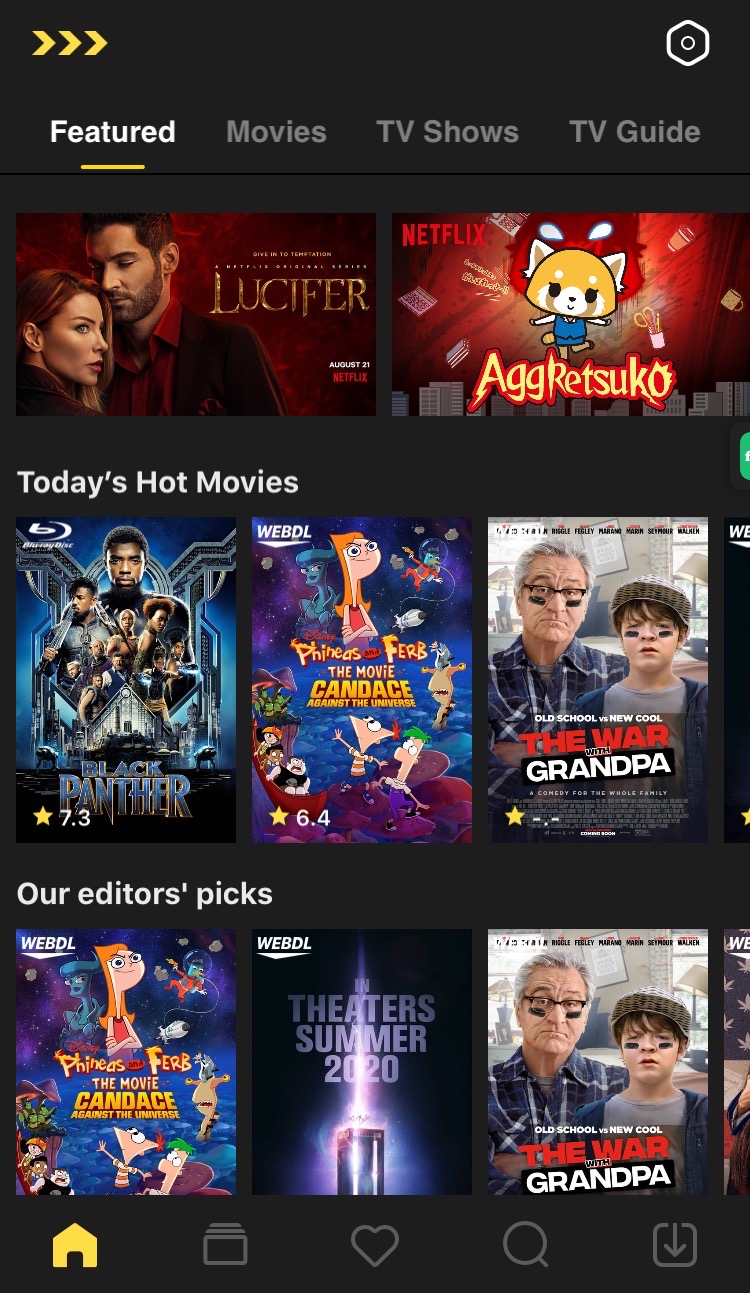 Featured
Movies
TV Shows
TV Guide
GIVE IN TO TEMPTATION
A NETFLIX ORIGINAL SERIES
LUCIFER
AUGUST 21
NETFLIX
NETFLIX
AggRetsukO
Today's Hot Movies
Blu-ray Disc
BLACK
PANTHER
7.3
WEBDL
Disney
Phineas and Ferb
THE MOVIE
CANDACE
AGAINST THE UNIVERSE
6.4
RIGGLE FEGLEY MARANO MARIN SEYMOUR WALKEN
OLD SCHOOL vs NEW COOL
THE WAR
WITH
GRANDPA
A COMEDY FOR THE WHOLE FAMILY
COMING SOON
-.-
WE
Our editors' picks
WEBDL
Disney
Phineas and Ferb
THE MOVIE
CANDACE
AGAINST THE UNIVERSE
WEBDL
IN
THEATERS
SUMMER
2020
RIGGLE FEGLEY MARANO MARIN SEYMOUR WALKEN
OLD SCHOOL vs NEW COOL
THE WAR
WITH
GRANDPA
WE